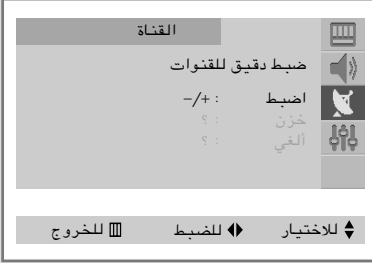 القناة
ضبط دقيق للقنوات
اضبط : +/−
خزن : ؟
ألغي : ؟
للاختيار للضبط للخروج